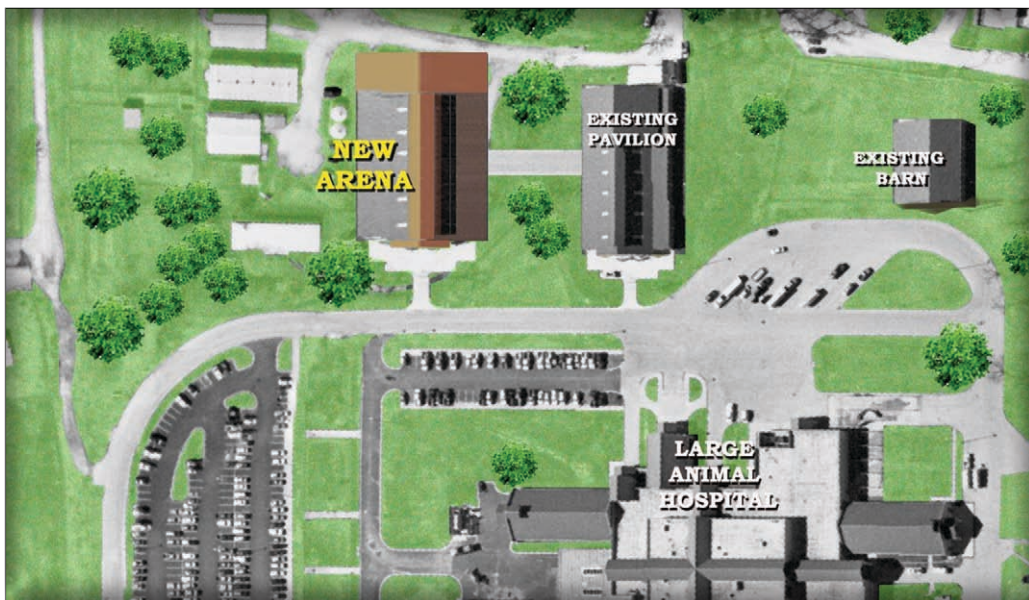 NEW
ARENA
EXISTING
PAVILION
EXISTING
BARN
LARGE
ANIMAL
HOSPITAL